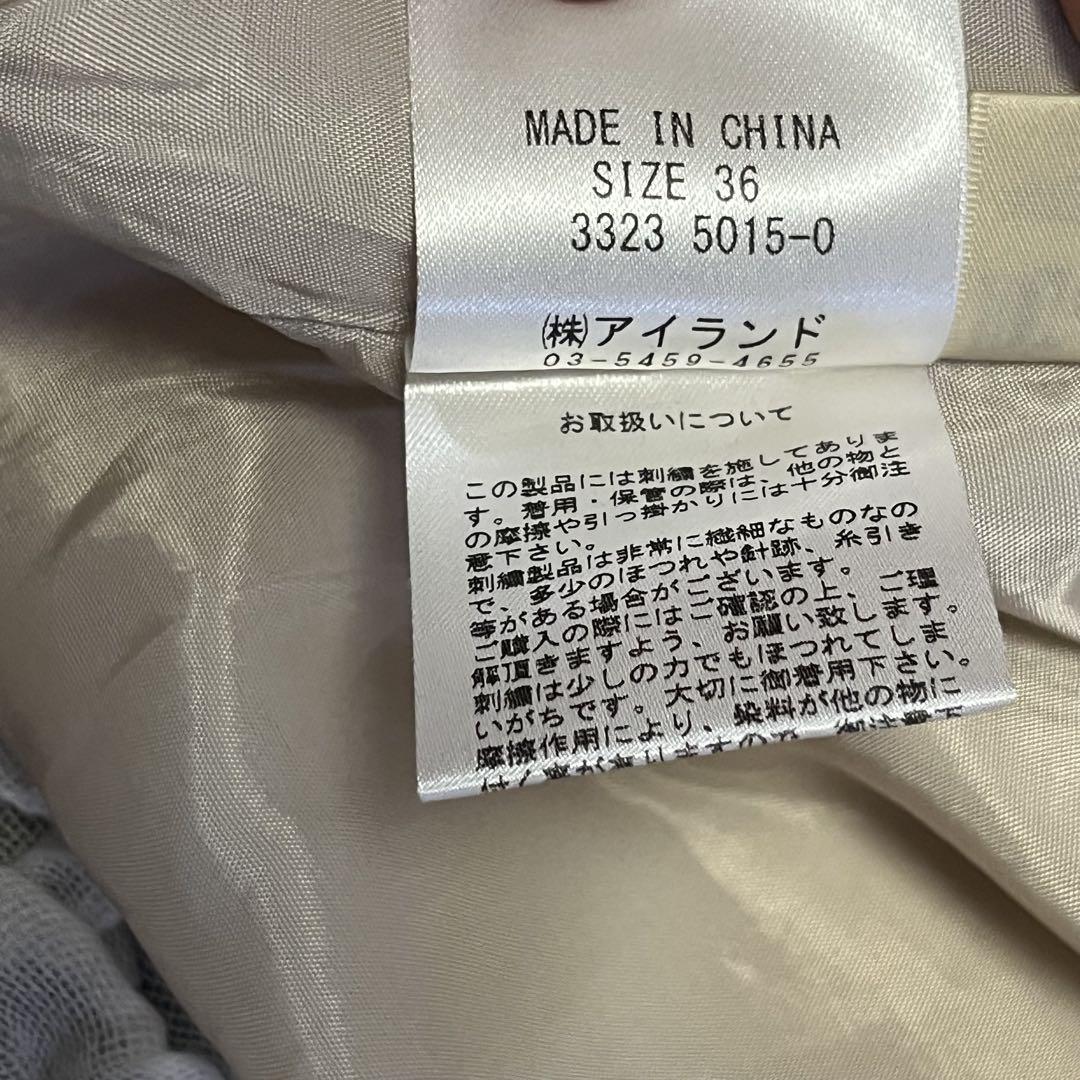 MADE IN CHINA
SIZE 36
3323 5015-0
㈱アイランド
03-5459-4655
お取扱いについて
この製品には刺繍を施してありま
す。着用・保管の際は、他の物と
の摩擦や引っ掛かりには十分御注
意下さい。
刺繍製品は非常に繊細なものなの
で、多少のほつれや針跡、糸引き
等がある場合がございます。
ご購入の際にはご確認の上、ご理
解頂きますよう、お願い致します。
刺繍は少しの力でもほつれてしま
いがちです。大切に御着用下さい。
摩擦作用により、染料が他の物に